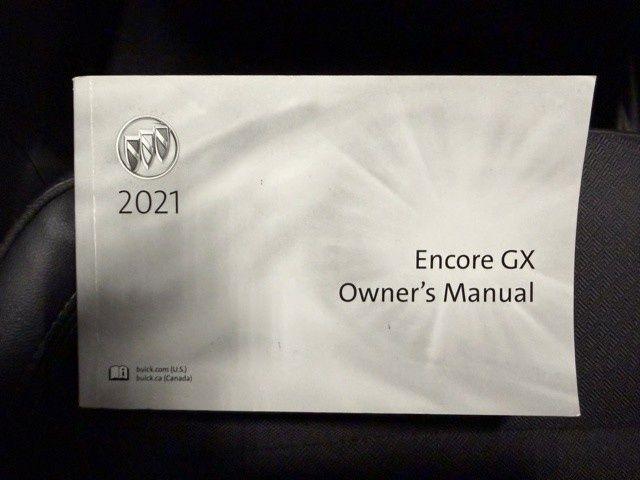 2021
Encore GX
Owner's Manual
buick.com (U.S.)
buick.ca (Canada)